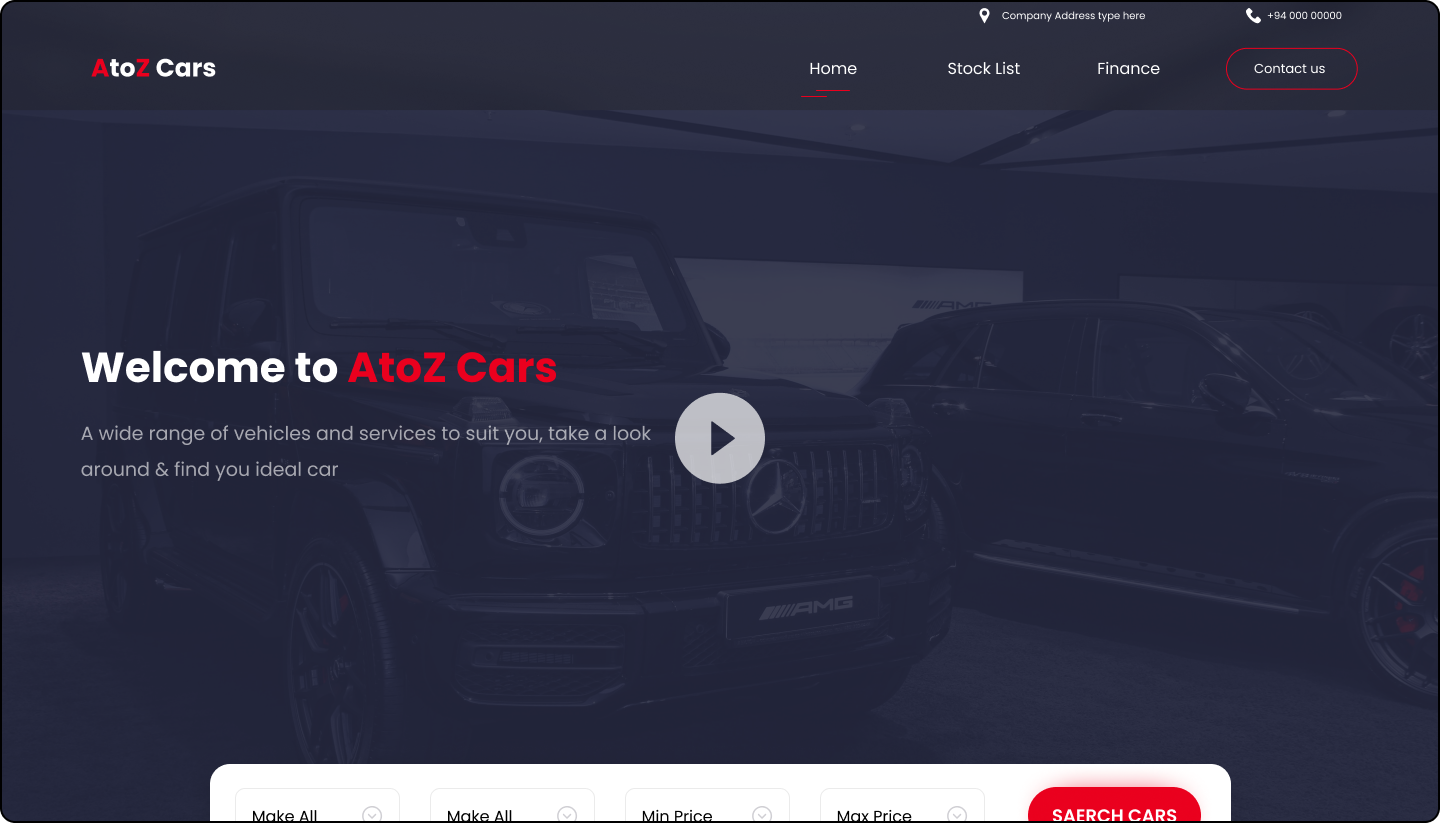 Company Address type here
+94 000 00000
AtoZ Cars
Home
Stock List
Finance
Contact us
AMG
Welcome to AtoZ Cars
A wide range of vehicles and services to suit you, take a look
around & find you ideal car
AMG
Make All
Make All
Min Price
Max Price
SAERCH CARS